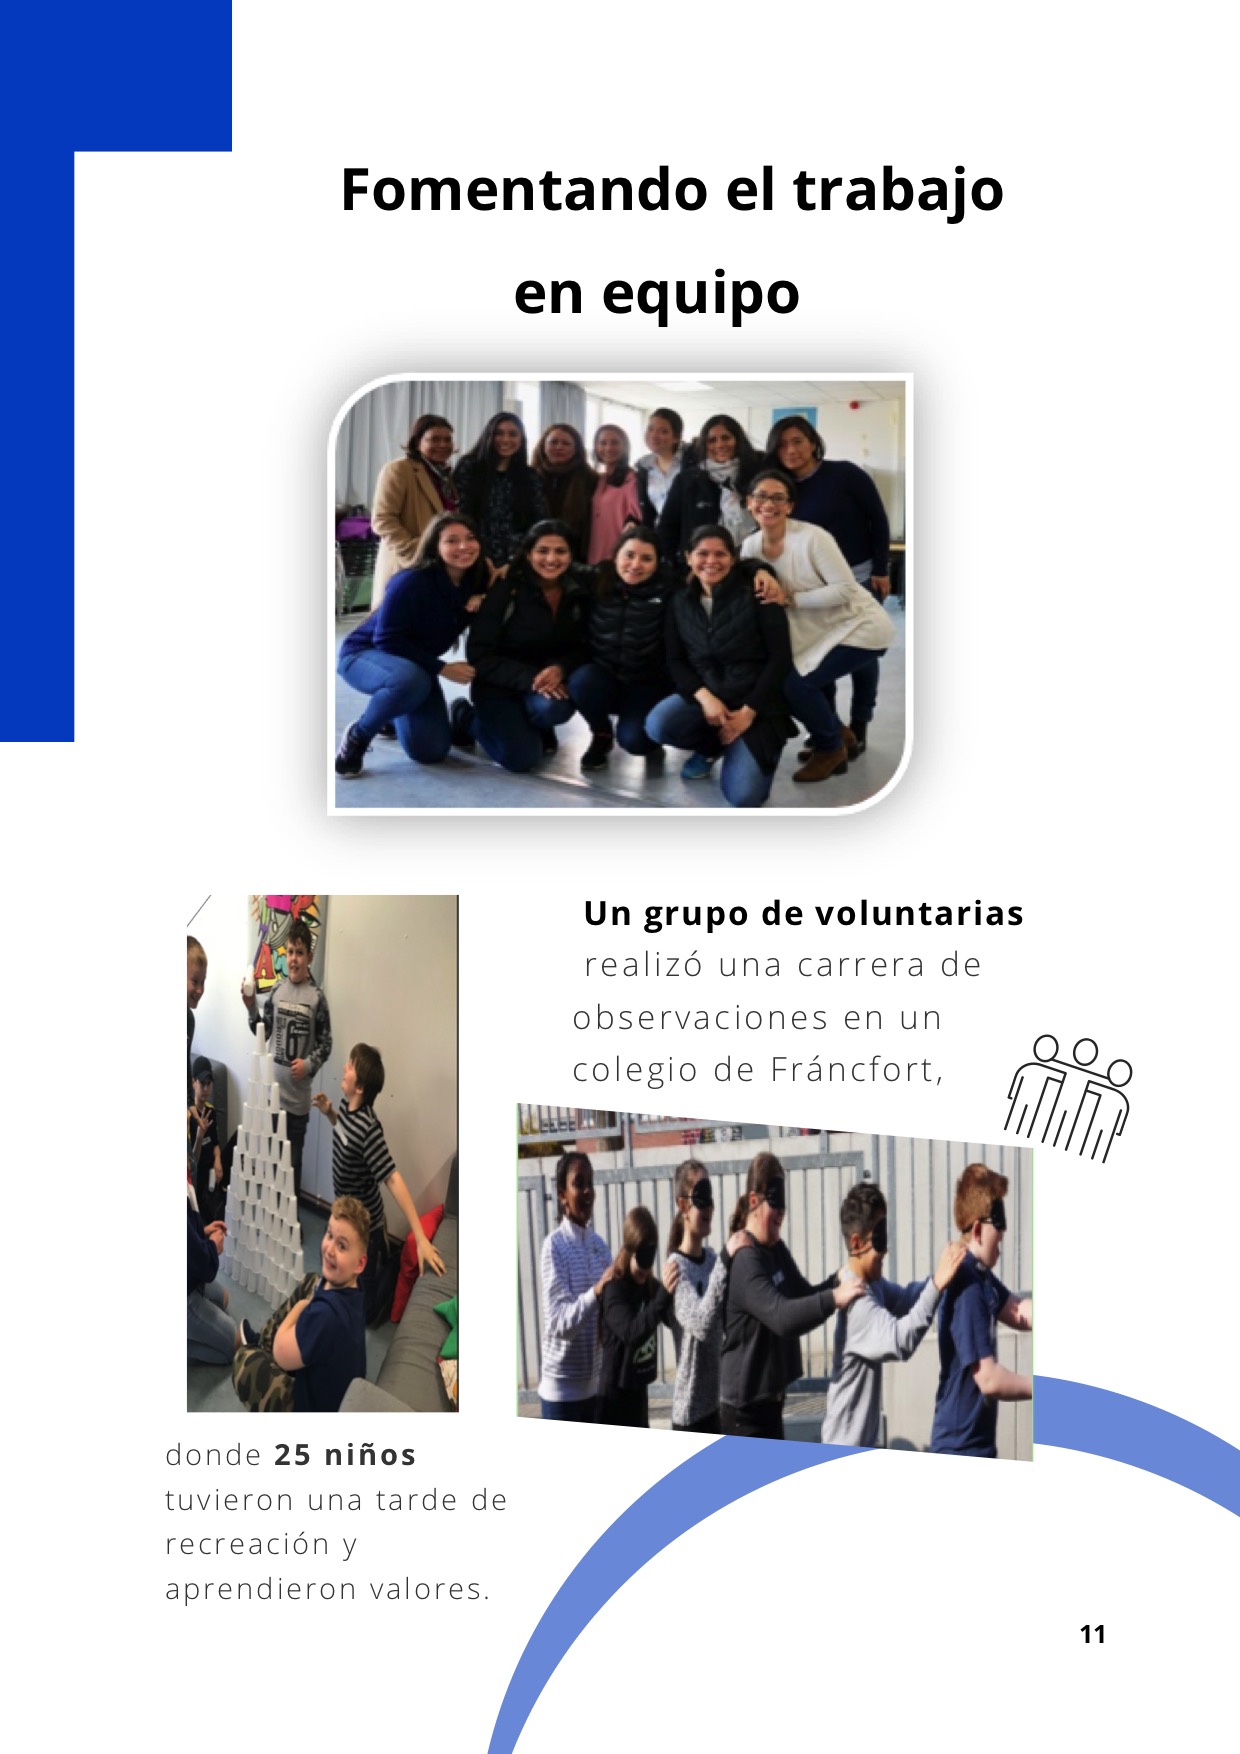 Fomentando el trabajo
en equipo
Un grupo de voluntarias
realizó una carrera de
observaciones en un
colegio de Fráncfort,
donde 25 niños
tuvieron una tarde de
recreación y
aprendieron valores.
11